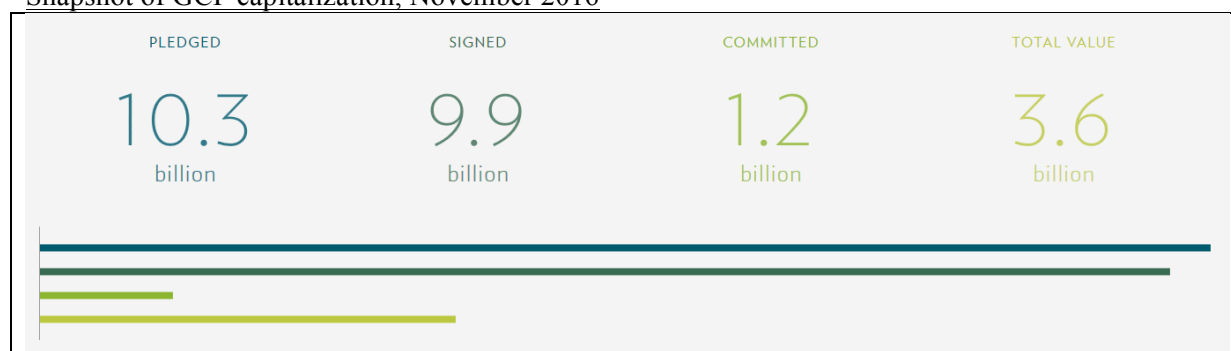 Snapshot of GCF capitalization, November 2016
PLEDGED SIGNED COMMITTED TOTAL VALUE
10.3 9.9 1.2 3.6
billion billion billion billion